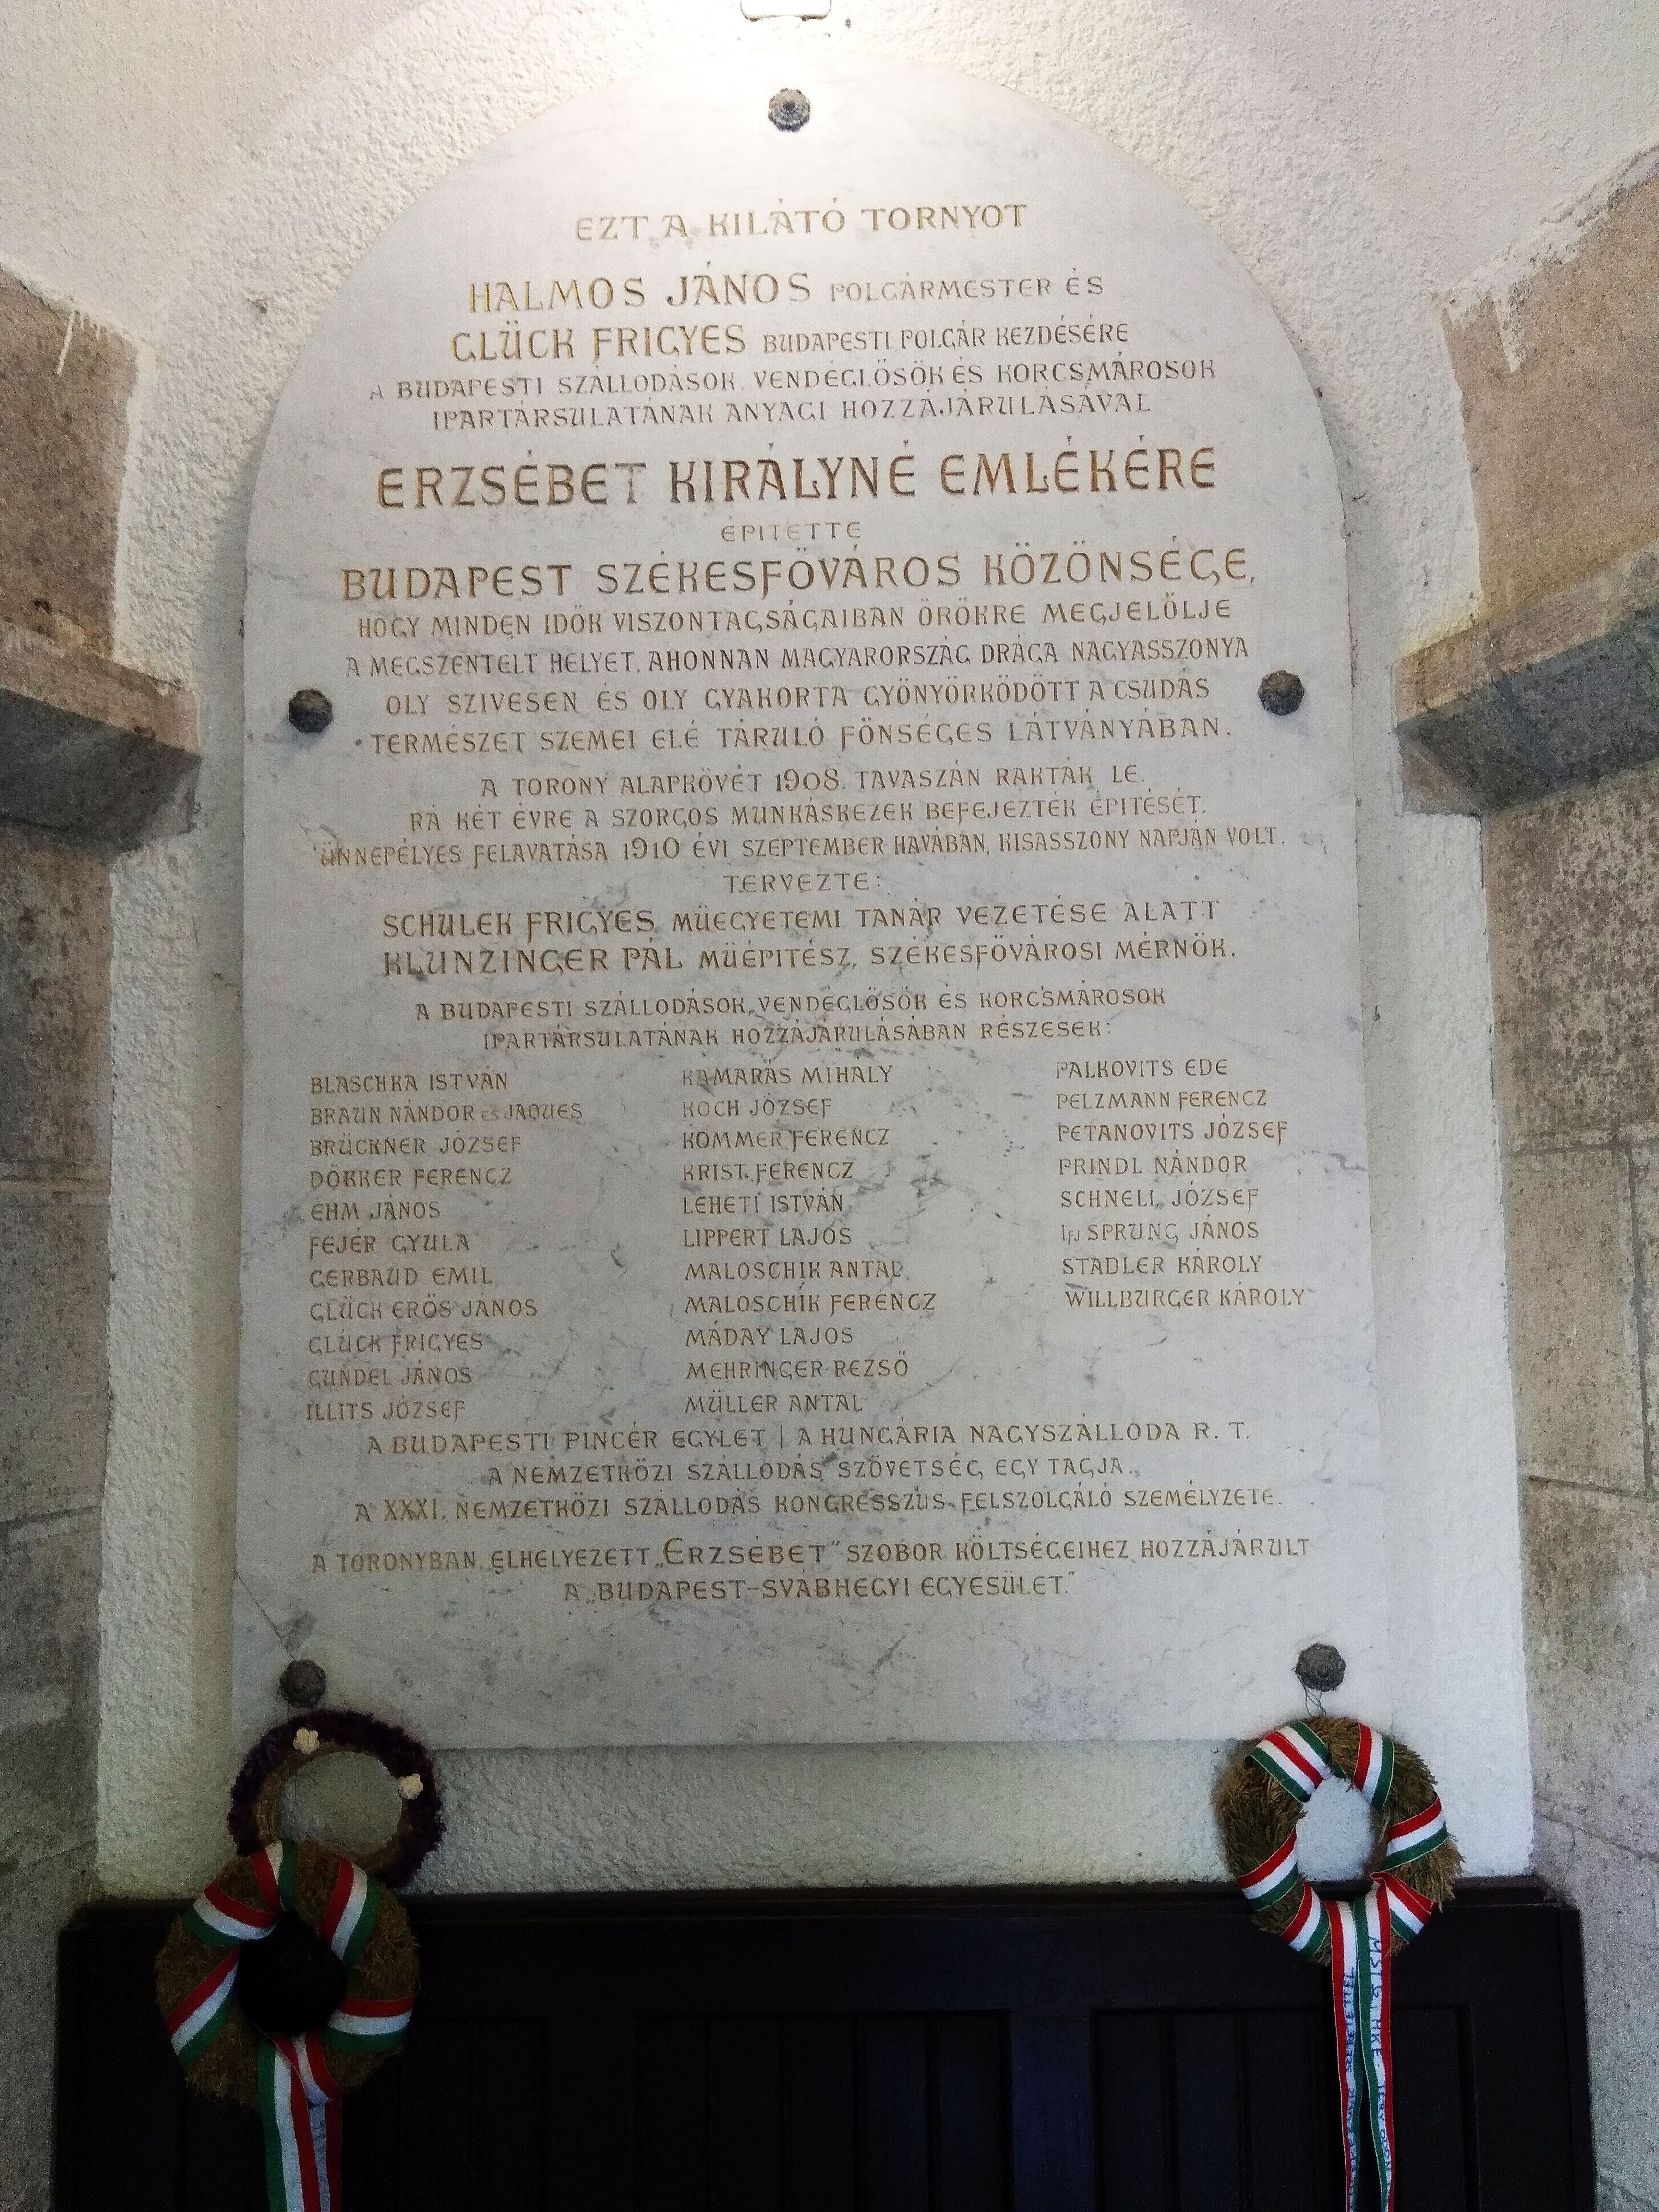 EZT A KILÁTÓ TORNYOT
HALMOS JÁNOS POLGÁRMESTER ÉS
GLÜCK FRIGYES BUDAPESTI POLGÁR KEZDÉSÉRE
A BUDAPESTI SZÁLLODÁSOK, VENDÉGLŐSÖK ÉS KORCSMÁROSOK
IPARTÁRSULATÁNAK ANYAGI HOZZÁJÁRULÁSÁVAL
ERZSÉBET KIRÁLYNÉ EMLÉKÉRE
ÉPITETTE
BUDAPEST SZÉKESFŐVÁROS KÖZÖNSÉGE,
HOGY MINDEN IDŐK VISZONTAGSÁGAIBAN ÖRÖKRE MEGJELÖLJE
A MEGSZENTELT HELYET, AHONNAN MAGYARORSZÁG DRÁGA NAGYASSZONYA
OLY SZIVESEN ÉS OLY GYAKORTA GYÖNYÖRKÖDÖTT A CSUDÁS
TERMÉSZET SZEMEI ELÉ TÁRULÓ FÖNSÉGES LÁTVÁNYÁBAN.
A TORONY ALAPKÖVÉT 1908. TAVASZÁN RAKTÁK LE.
RÁ KÉT ÉVRE A SZORGOS MUNKÁSKEZEK BEFEJEZTÉK ÉPITÉSÉT.
ÜNNEPÉLYES FELAVATÁSA 1910 ÉVI SZEPTEMBER HAVÁBAN, KISASSZONY NAPJÁN VOLT.
TERVEZTE:
SCHULEK FRIGYES MÜEGYETEMI TANÁR VEZETÉSE ALATT
KLUNZINGER PÁL MÜÉPITÉSZ, SZÉKESFŐVÁROSI MÉRNÖK.
A BUDAPESTI SZÁLLODÁSOK, VENDÉGLŐSÖK ÉS KORCSMÁROSOK
IPARTÁRSULATÁNAK HOZZÁJÁRULÁSÁBAN RÉSZESEK:
BLASCHKA ISTVÁN
BRAUN NÁNDOR ÉS JAQUES
BRÜCKNER JÓZSEF
DÖKKER FERENCZ
EHM JÁNOS
FEJÉR GYULA
GERBAUD EMIL
GLÜCK ERŐS JÁNOS
GLÜCK FRIGYES
GUNDEL JÁNOS
ILLITS JÓZSEF
KAMARÁS MIHÁLY
KOCH JÓZSEF
KOMMER FERENCZ
KRIST FERENCZ
LEHETI ISTVÁN
LIPPERT LAJOS
MALOSCHIK ANTAL
MALOSCHIK FERENCZ
MÁDAY LAJOS
MEHRINGER REZSŐ
MÜLLER ANTAL
PALKOVITS EDE
PELZMANN FERENCZ
PETANOVITS JÓZSEF
PRINDL NÁNDOR
SCHNELL JÓZSEF
IFJ. SPRUNG JÁNOS
STADLER KÁROLY
WILLBURGER KÁROLY
A BUDAPESTI PINCÉR EGYLET | A HUNGÁRIA NAGYSZÁLLODA R. T.
A NEMZETKÖZI SZÁLLODÁS SZÖVETSÉG EGY TAGJA.
A XXXI. NEMZETKÖZI SZÁLLODÁS KONGRESSZUS FELSZOLGÁLÓ SZEMÉLYZETE.
A TORONYBAN ELHELYEZETT „ERZSÉBET” SZOBOR KÖLTSÉGEIHEZ HOZZÁJÁRULT
A „BUDAPEST-SVÁBHEGYI EGYESÜLET.”